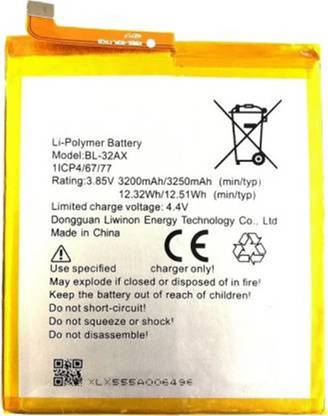 Li-Polymer Battery
Model:BL-32AX
1ICP4/67/77
Rating:3.85V 3200mAh/3250mAh (min/typ)
12.32Wh/12.51Wh (min/typ)
Limited charge voltage: 4.4V
Dongguan Liwinon Energy Technology Co., Ltd
Made in China
CE
Use specified charger only.
May explode if closed or disposed in fire.
Keep the battery out of reach of children.
Do not short-circuit!
Do not squeeze or shock!
Do not disassemble!
XLX555A006496